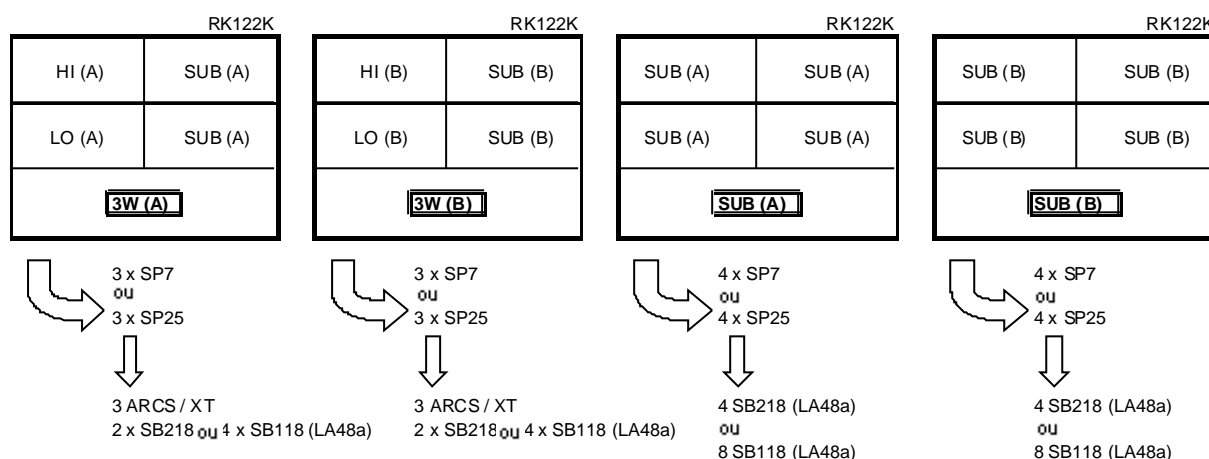 RK122K RK122K RK122K RK122K
HI (A) SUB (A) HI (B) SUB (B) SUB (A) SUB (A) SUB (B) SUB (B)
LO (A) SUB (A) LO (B) SUB (B) SUB (A) SUB (A) SUB (B) SUB (B)
3W (A) 3W (B) SUB (A) SUB (B)
3 x SP7 3 x SP7 4 x SP7 4 x SP7
ou ou ou ou
3 x SP25 3 x SP25 4 x SP25 4 x SP25
3 ARCS / XT 3 ARCS / XT 4 SB218 (LA48a) 4 SB218 (LA48a)
2 x SB218 ou 4 x SB118 (LA48a) 2 x SB218 ou 4 x SB118 (LA48a) ou ou
8 SB118 (LA48a) 8 SB118 (LA48a)